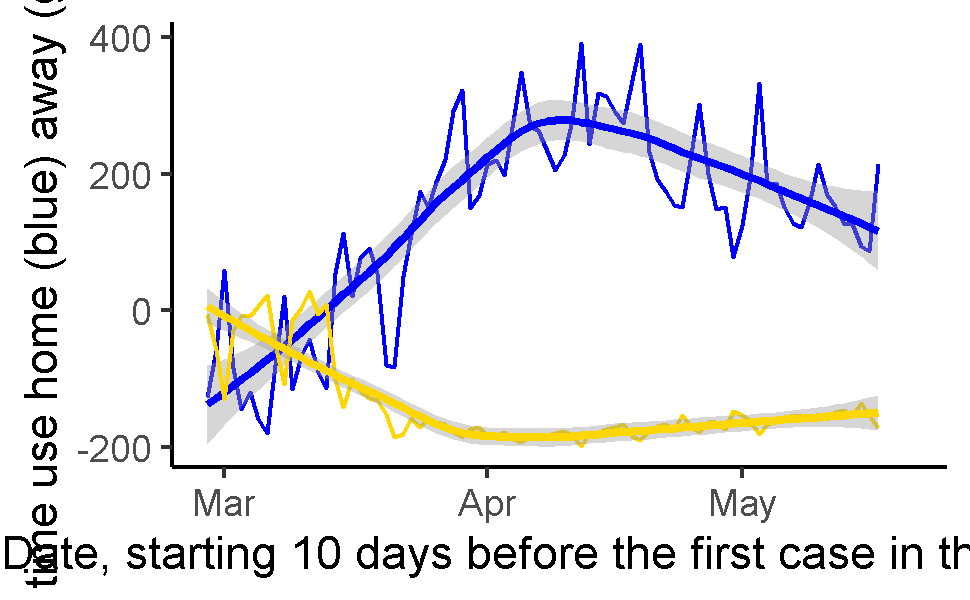 time use home (blue) away (
400
200
0
-200
Mar Apr May
Date, starting 10 days before the first case in th